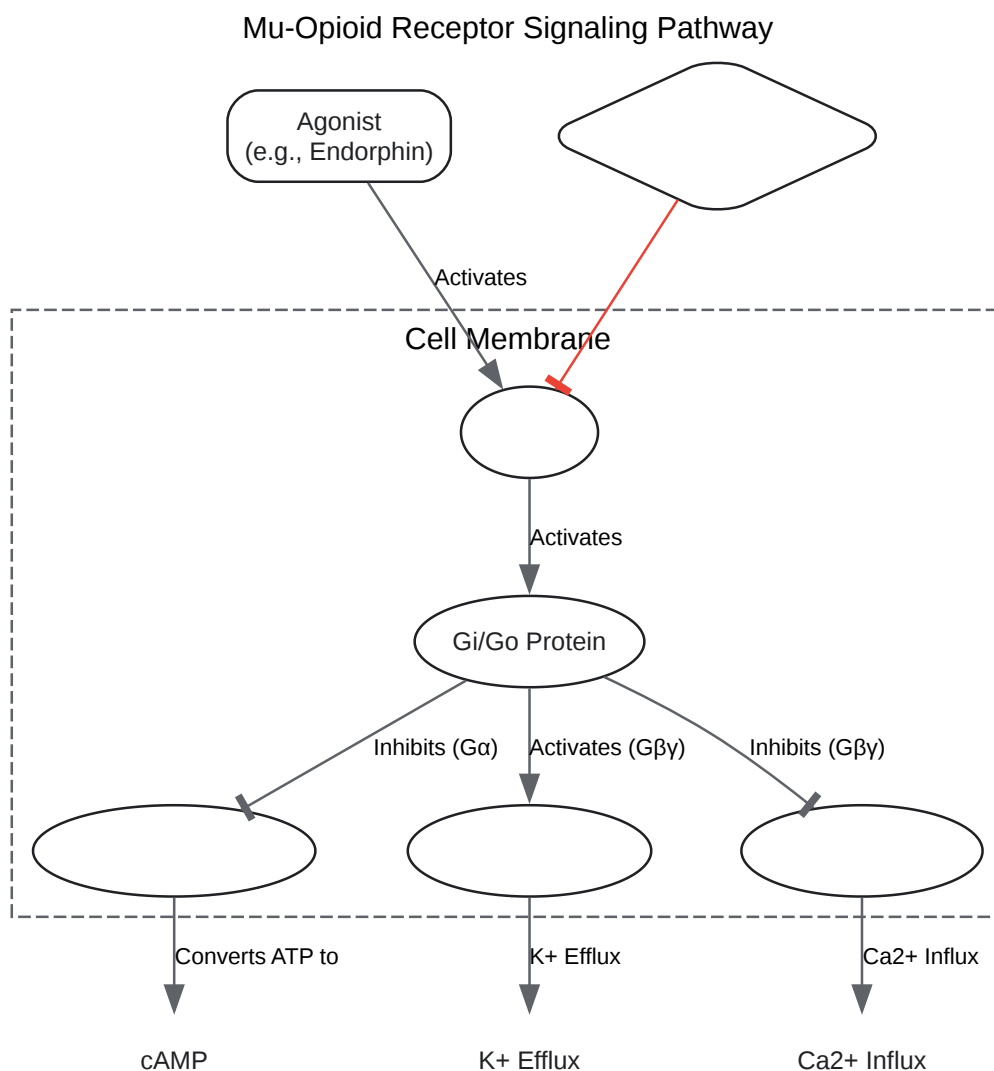 Mu-Opioid Receptor Signaling Pathway
Agonist
(e.g., Endorphin)
Activates
Cell Membrane
Activates
Gi/Go Protein
Inhibits (Gα)
Activates (Gβγ)
Inhibits (Gβγ)
Converts ATP to
K+ Efflux
Ca2+ Influx
cAMP
K+ Efflux
Ca2+ Influx